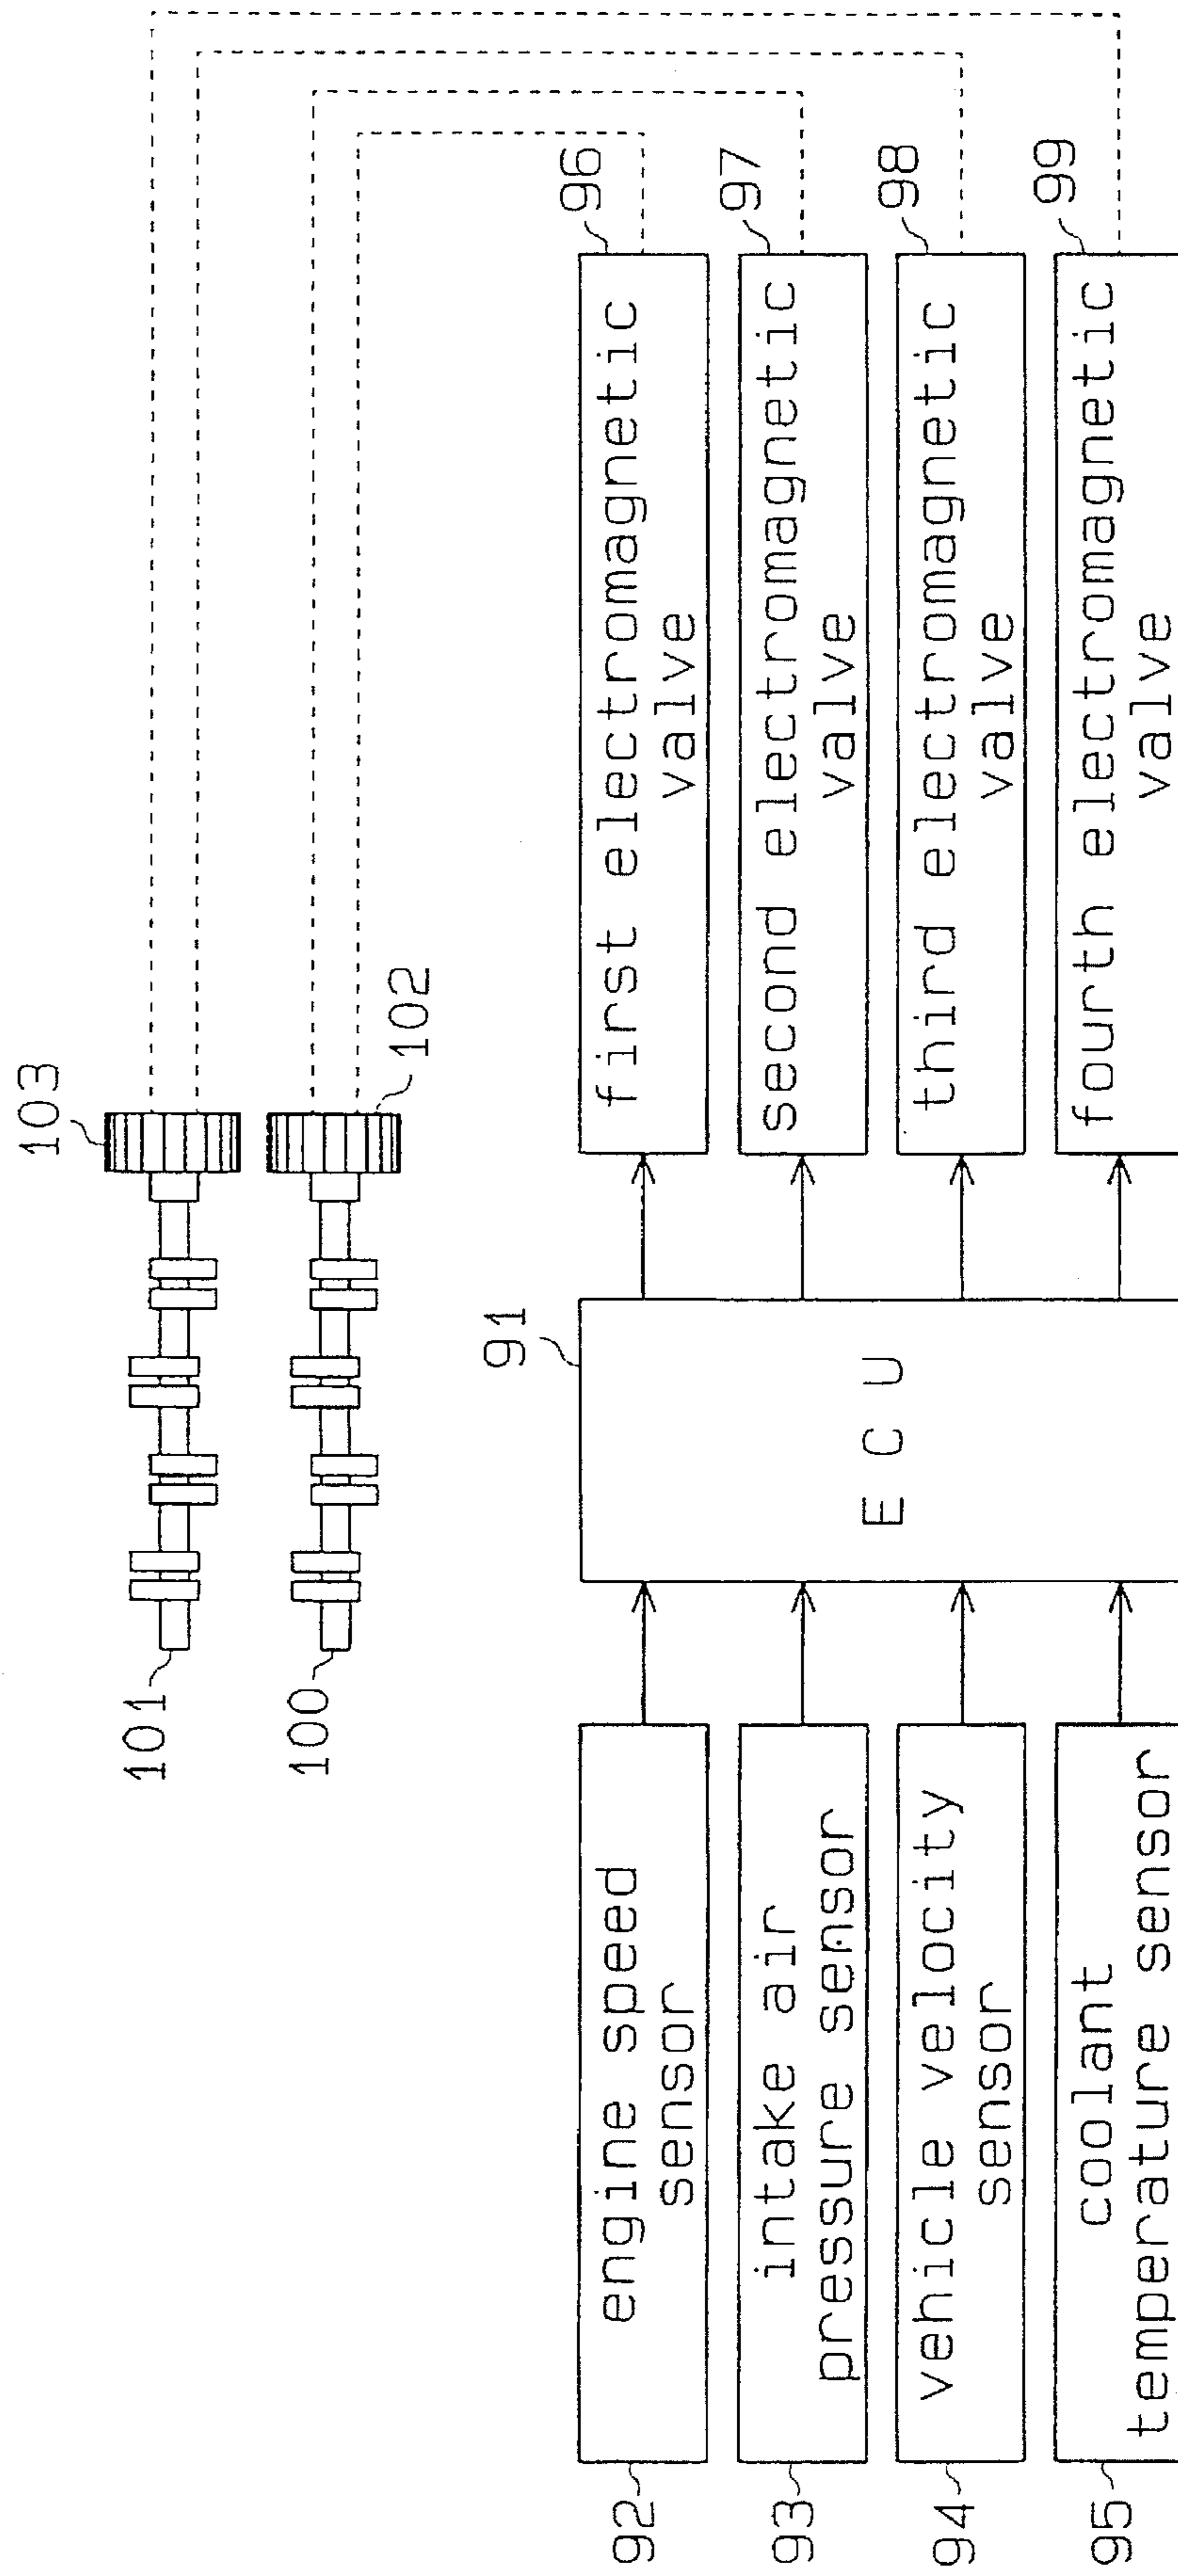 103
101
102
100
91
92
engine speed
sensor
93
intake air
pressure sensor
94
vehicle velocity
sensor
95
coolant
temperature sensor
E C U
first electromagnetic
valve
96
second electromagnetic
valve
97
third electromagnetic
valve
98
fourth electromagnetic
valve
99